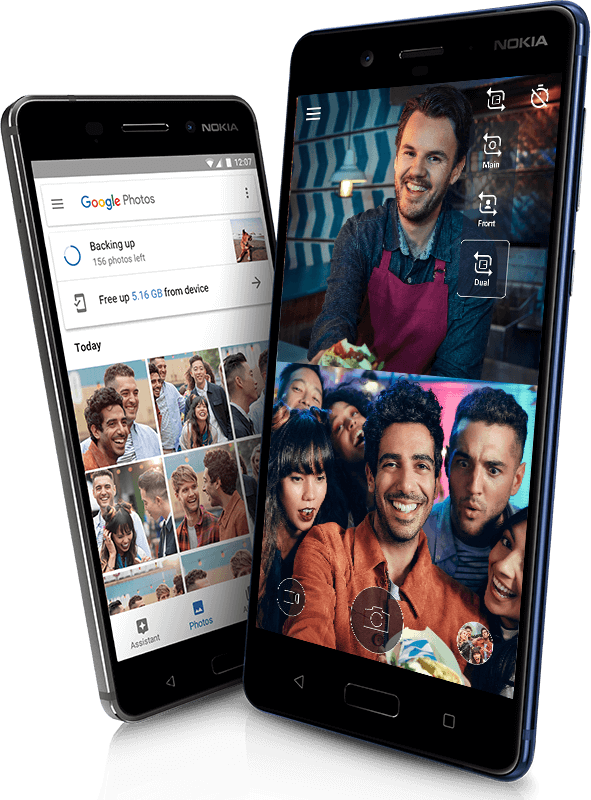 NOKIA
12:07
Google Photos
Backing up
156 photos left
Free up 5.16 GB from device
Today
Assistant
Photos
NOKIA
Main
Front
Dual